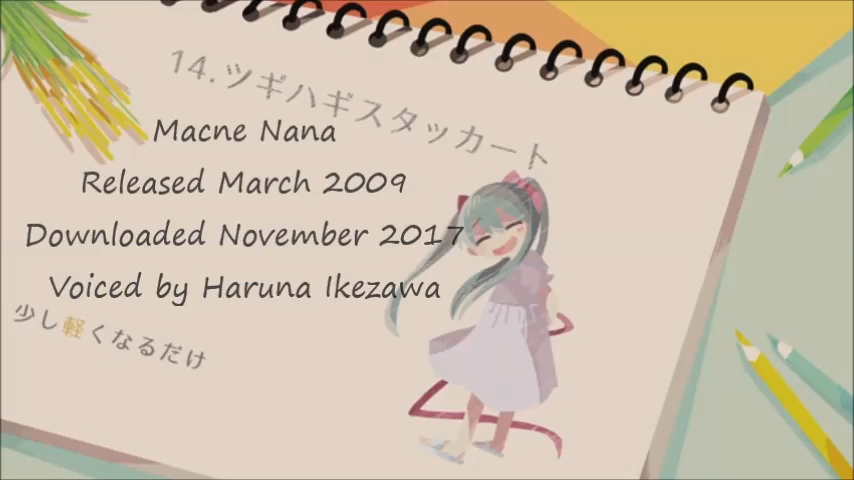 14.ツギハギスタッカート
Macne Nana
Released March 2009
Downloaded November 2017
Voiced by Haruna Ikezawa
少し軽くなるだけ